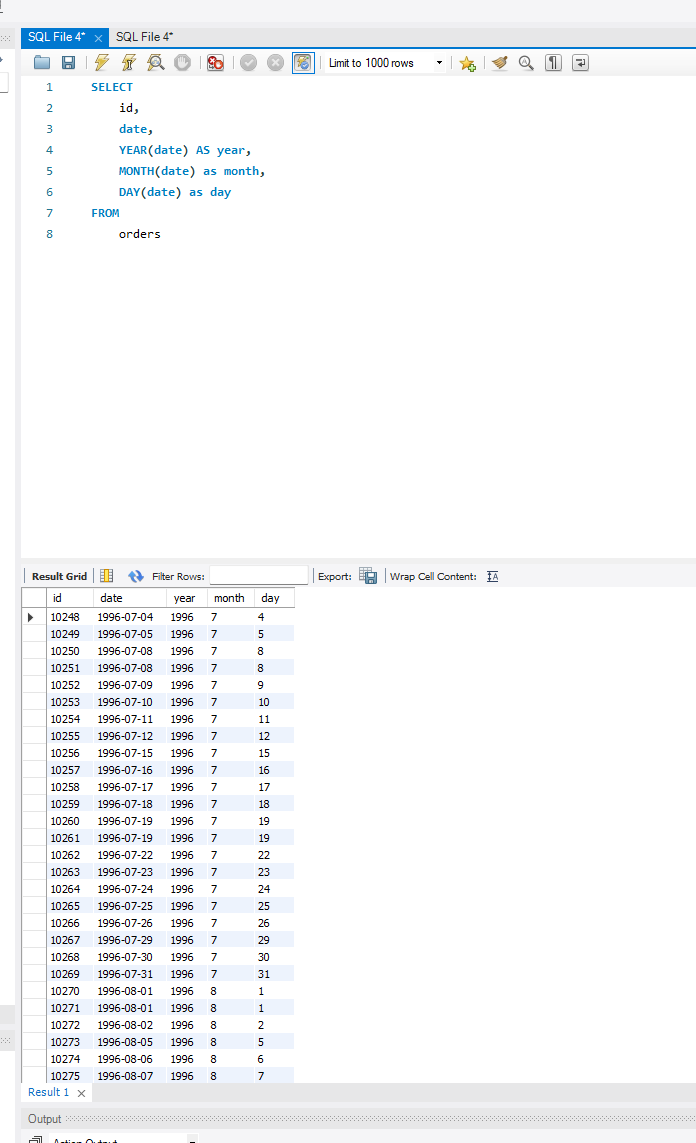 SQL File 4* SQL File 4*
Limit to 1000 rows
1 SELECT
2 id,
3 date,
4 YEAR(date) AS year,
5 MONTH(date) as month,
6 DAY(date) as day
7 FROM
8 orders
Result Grid Filter Rows: Export: Wrap Cell Content:
id date year month day
10248 1996-07-04 1996 7 4
10249 1996-07-05 1996 7 5
10250 1996-07-08 1996 7 8
10251 1996-07-08 1996 7 8
10252 1996-07-09 1996 7 9
10253 1996-07-10 1996 7 10
10254 1996-07-11 1996 7 11
10255 1996-07-12 1996 7 12
10256 1996-07-15 1996 7 15
10257 1996-07-16 1996 7 16
10258 1996-07-17 1996 7 17
10259 1996-07-18 1996 7 18
10260 1996-07-19 1996 7 19
10261 1996-07-19 1996 7 19
10262 1996-07-22 1996 7 22
10263 1996-07-23 1996 7 23
10264 1996-07-24 1996 7 24
10265 1996-07-25 1996 7 25
10266 1996-07-26 1996 7 26
10267 1996-07-29 1996 7 29
10268 1996-07-30 1996 7 30
10269 1996-07-31 1996 7 31
10270 1996-08-01 1996 8 1
10271 1996-08-01 1996 8 1
10272 1996-08-02 1996 8 2
10273 1996-08-05 1996 8 5
10274 1996-08-06 1996 8 6
10275 1996-08-07 1996 8 7
Result 1
Output
Action Output